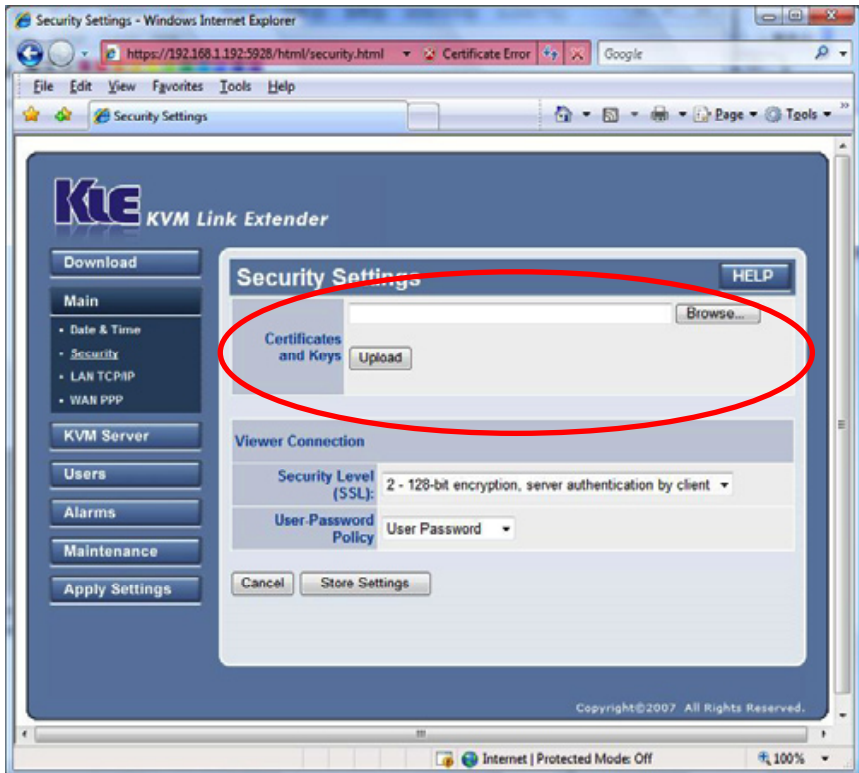 Security Settings - Windows Internet Explorer
https://192.168.1.192:5928/html/security.html Certificate Error Google
File Edit View Favorites Tools Help
Security Settings Page Tools
KLE KVM Link Extender
Download
Security Settings HELP
Main
Browse...
• Date & Time
Certificates
and Keys Upload
• Security
• LAN TCP/IP
• WAN PPP
KVM Server
Viewer Connection
Users
Security Level
(SSL): 2 - 128-bit encryption, server authentication by client
Alarms
User-Password
Policy User Password
Maintenance
Apply Settings
Cancel Store Settings
Copyright©2007 All Rights Reserved.
Internet | Protected Mode: Off 100%